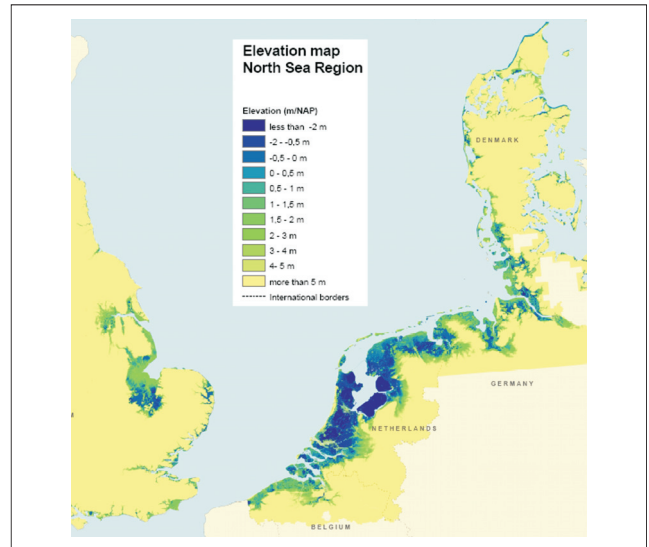 Elevation map
North Sea Region
Elevation (m/NAP)
less than -2 m
-2 - -0,5 m
-0,5 - 0 m
0 - 0,5 m
0,5 - 1 m
1 - 1,5 m
1,5 - 2 m
2 - 3 m
3 - 4 m
4- 5 m
more than 5 m
International borders
DENMARK
GERMANY
NETHERLANDS
M
BELGIUM